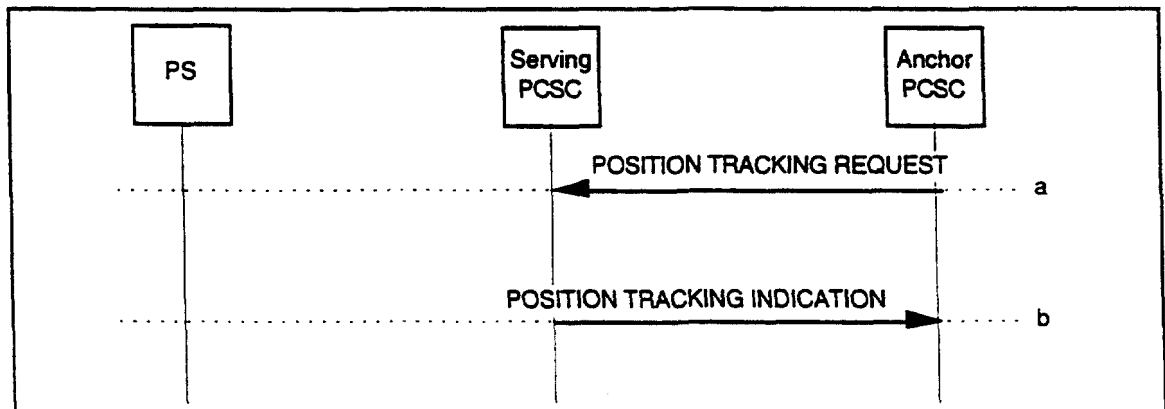 PS
Serving
PCSC
Anchor
PCSC
POSITION TRACKING REQUEST
a
POSITION TRACKING INDICATION
b